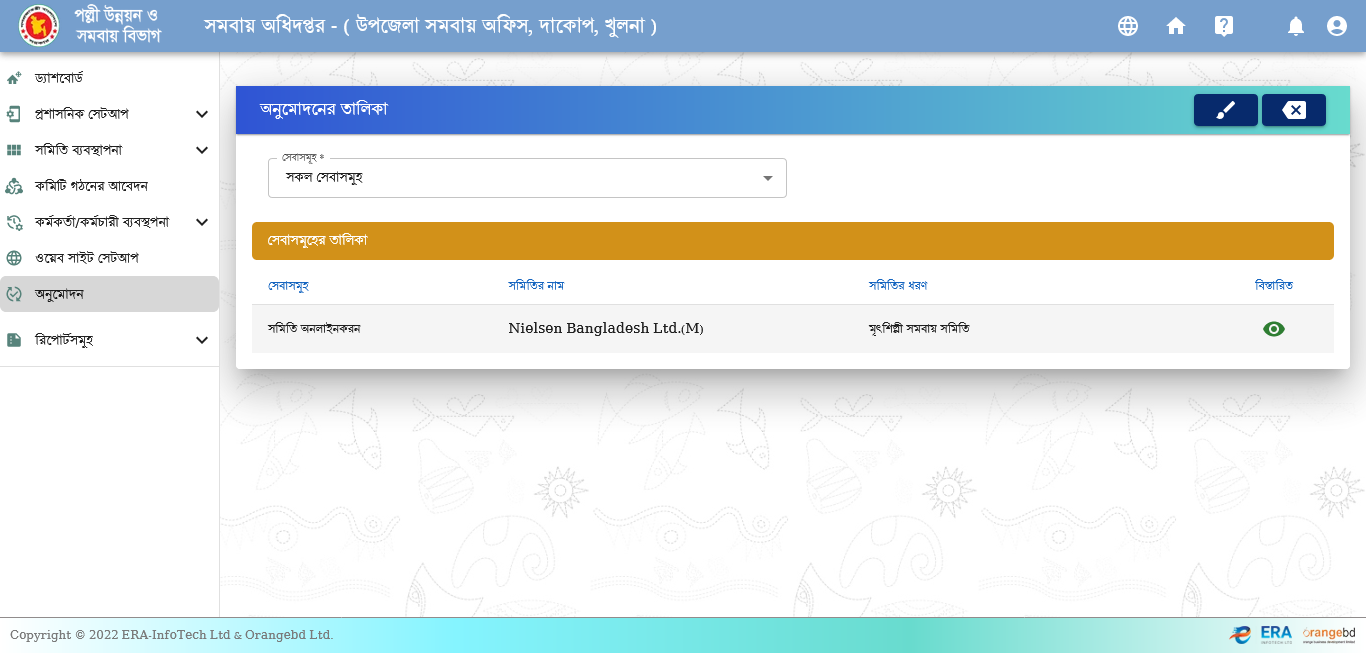 পল্লী উন্নয়ন ও
সমবায় বিভাগ
সমবায় অধিদপ্তর - ( উপজেলা সমবায় অফিস, দাকোপ, খুলনা )
ড্যাশবোর্ড
প্রশাসনিক সেটআপ
সমিতি ব্যবস্থাপনা
কমিটি গঠনের আবেদন
কর্মকর্তা/কর্মচারী ব্যবস্থপনা
ওয়েব সাইট সেটআপ
অনুমোদন
রিপোর্টসমূহ
অনুমোদনের তালিকা
সেবাসমূহ *
সকল সেবাসমূহ
সেবাসমূহের তালিকা
সেবাসমূহ সমিতির নাম সমিতির ধরণ বিস্তারিত
সমিতি অনলাইনকরন Nielsen Bangladesh Ltd.(M) মৃৎশিল্পী সমবায় সমিতি
Copyright © 2022 ERA-InfoTech Ltd & Orangebd Ltd.
ERA
orangebd